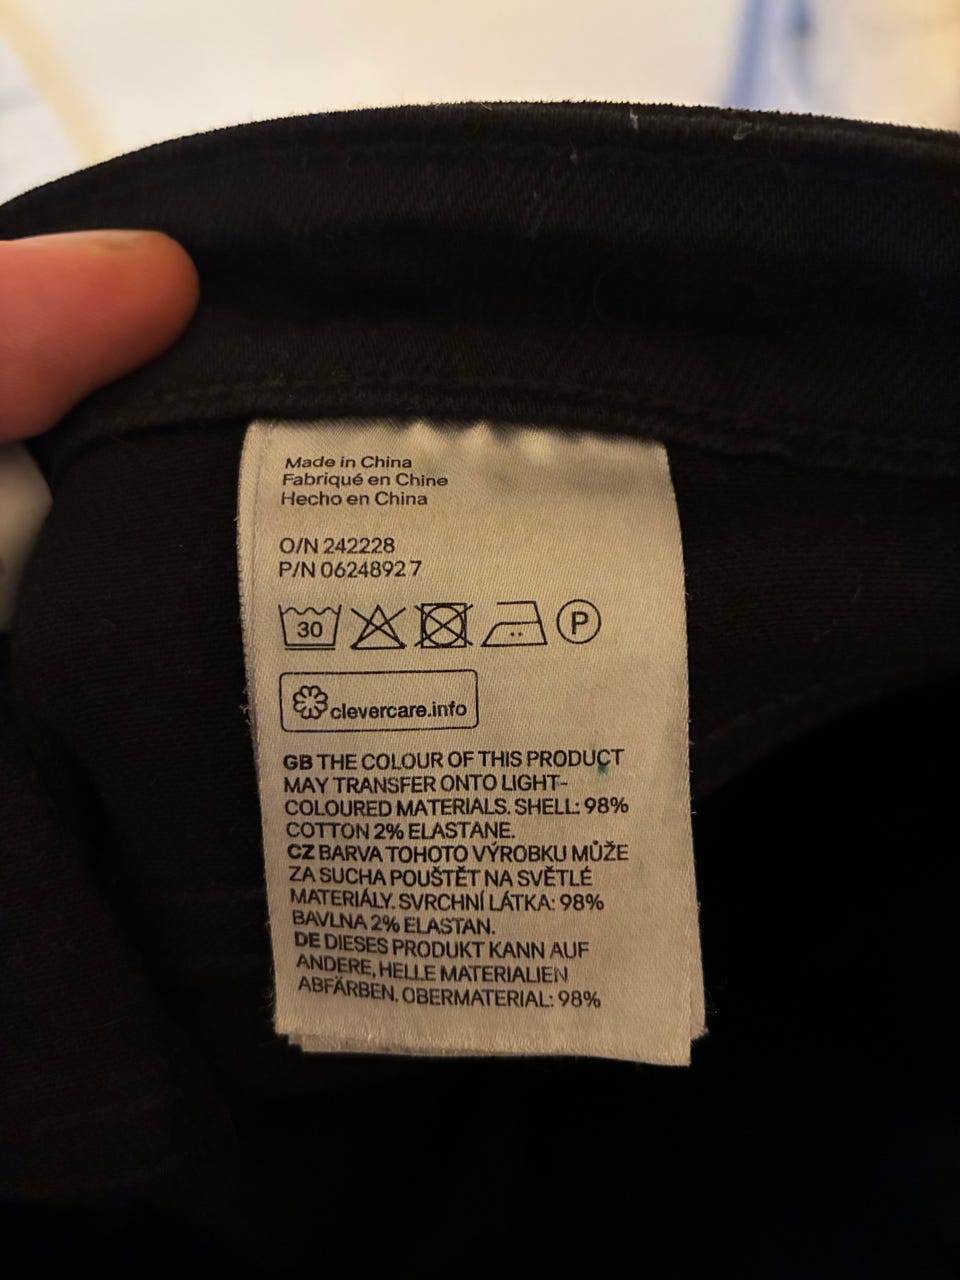 Made in China
Fabriqué en Chine
Hecho en China
O/N 242228
P/N 06248927
30 P
clevercare.info
GB THE COLOUR OF THIS PRODUCT
MAY TRANSFER ONTO LIGHT-
COLOURED MATERIALS. SHELL: 98%
COTTON 2% ELASTANE.
CZ BARVA TOHOTO VÝROBKU MŮŽE
ZA SUCHA POUŠTĚT NA SVĚTLÉ
MATERIÁLY. SVRCHNÍ LÁTKA: 98%
BAVLNA 2% ELASTAN.
DE DIESES PRODUKT KANN AUF
ANDERE, HELLE MATERIALIEN
ABFÄRBEN. OBERMATERIAL: 98%